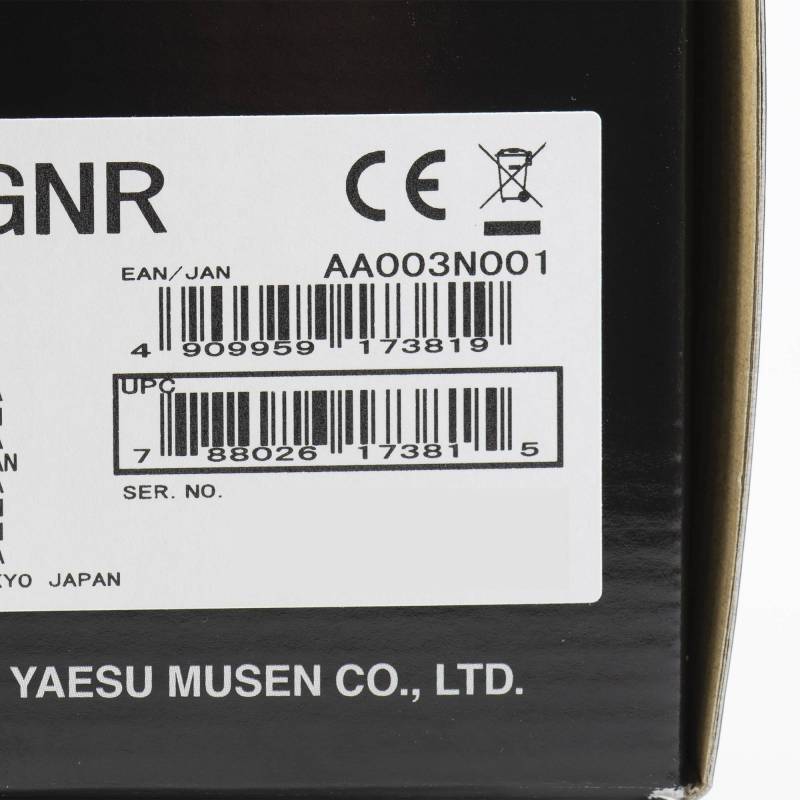 GNR
CE
EAN/JAN AA003N001
4 909959 173819
UPC
7 88026 17381 5
SER. NO.
AN
YO JAPAN
YAESU MUSEN CO., LTD.